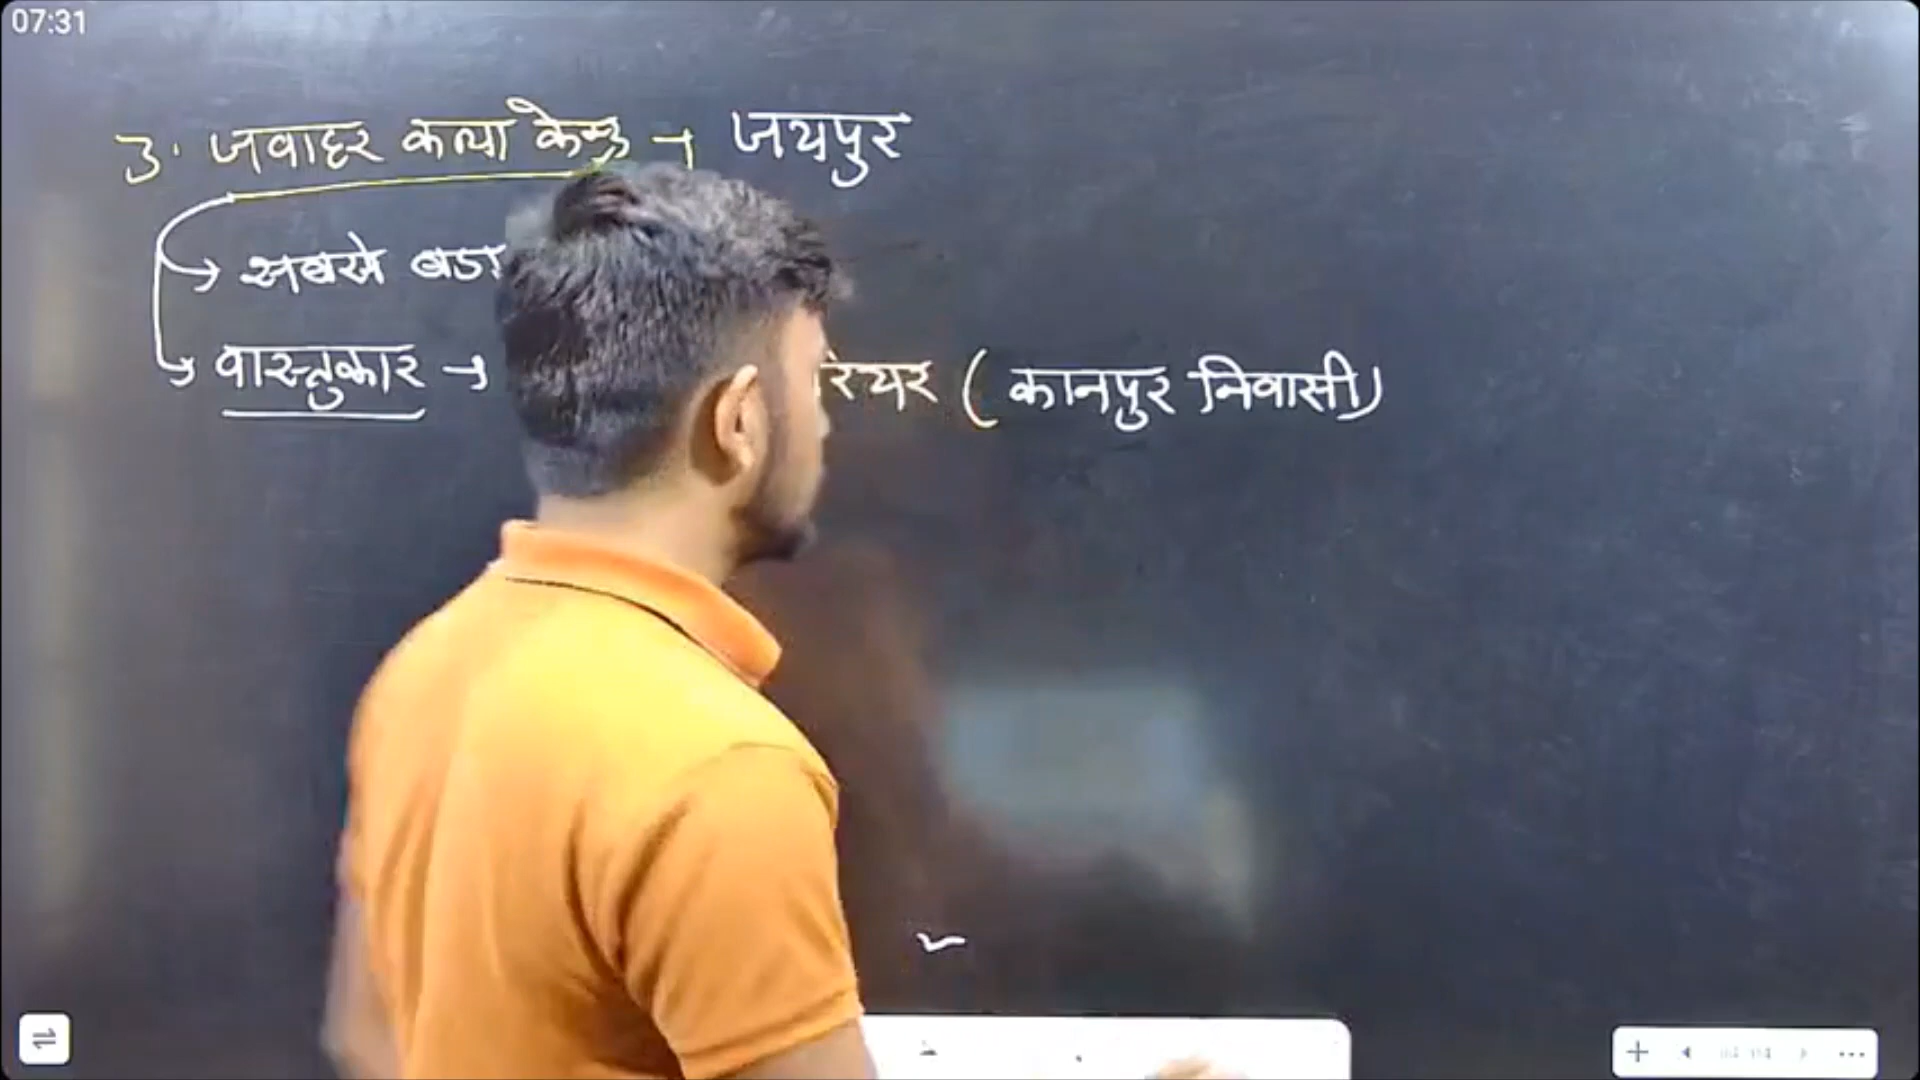 07:31
3. जवाहर कला केन्द्र → जयपुर
→ सबसे बडा
→ वास्तुकार → रियर ( कानपुर निवासी)